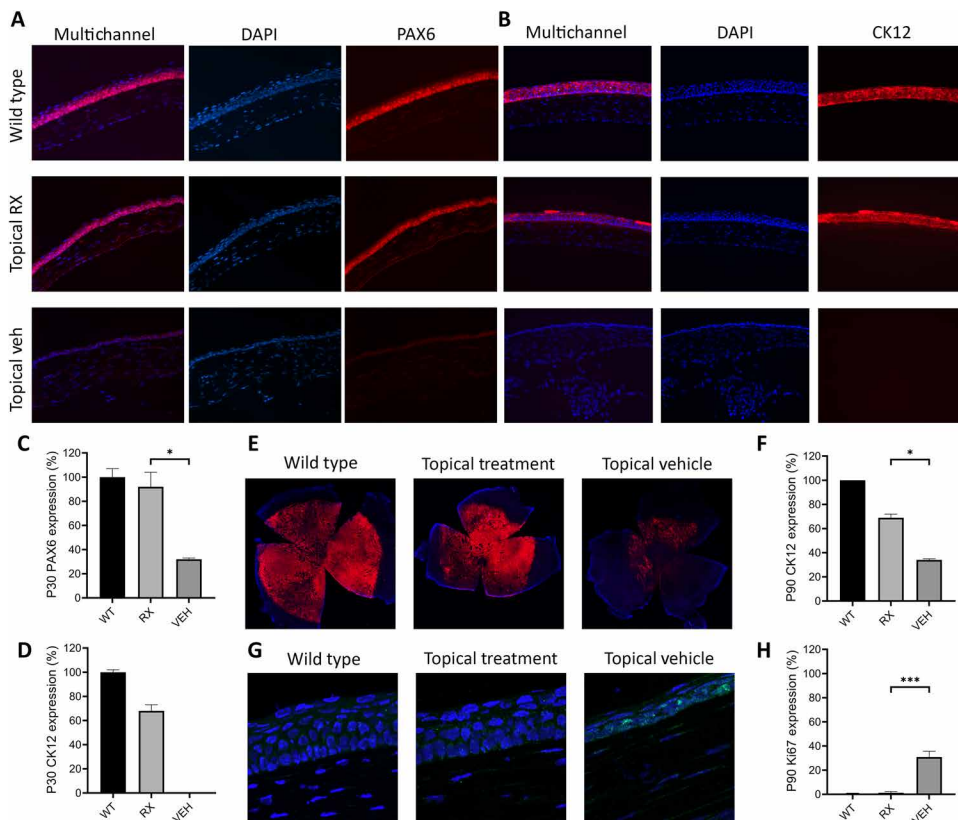 A
Multichannel
DAPI
PAX6
B
Multichannel
DAPI
CK12
Wild type
Topical RX
Topical veh
C
P30 PAX6 expression (%)
120
100
80
60
40
20
0
*
WT
RX
VEH
E
Wild type
Topical treatment
Topical vehicle
F
P90 CK12 expression (%)
120
100
80
60
40
20
0
*
WT
RX
VEH
D
P30 CK12 expression (%)
120
100
80
60
40
20
0
WT
RX
VEH
G
Wild type
Topical treatment
Topical vehicle
H
P90 Ki67 expression (%)
120
100
80
60
40
20
0
***
WT
RX
VEH